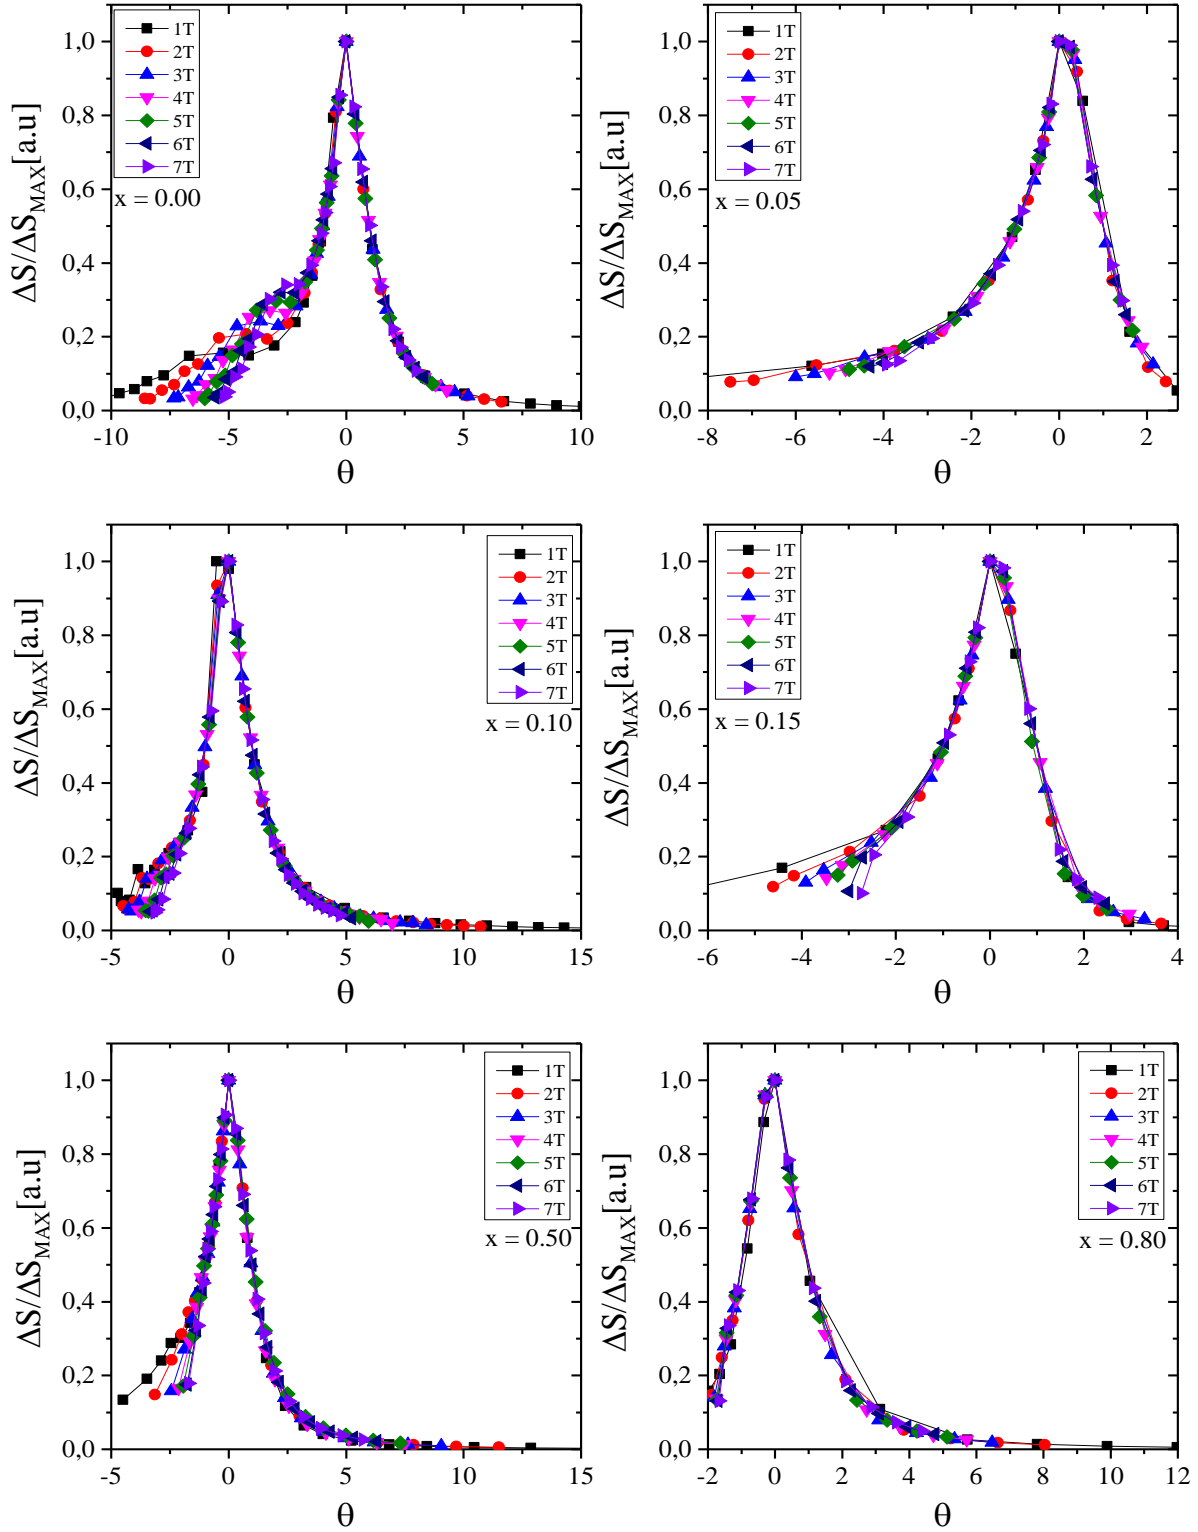 1T
2T
3T
4T
5T
6T
7T
x = 0.00
1,0
0,8
0,6
0,4
0,2
0,0
ΔS/ΔS_MAX[a.u]
-10
-5
0
5
10
θ
1T
2T
3T
4T
5T
6T
7T
x = 0.05
1,0
0,8
0,6
0,4
0,2
0,0
ΔS/ΔS_MAX[a.u]
-8
-6
-4
-2
0
2
θ
1T
2T
3T
4T
5T
6T
7T
x = 0.10
1,0
0,8
0,6
0,4
0,2
0,0
ΔS/ΔS_MAX[a.u]
-5
0
5
10
15
θ
1T
2T
3T
4T
5T
6T
7T
x = 0.15
1,0
0,8
0,6
0,4
0,2
0,0
ΔS/ΔS_MAX[a.u]
-6
-4
-2
0
2
4
θ
1T
2T
3T
4T
5T
6T
7T
x = 0.50
1,0
0,8
0,6
0,4
0,2
0,0
ΔS/ΔS_MAX[a.u]
-5
0
5
10
15
θ
1T
2T
3T
4T
5T
6T
7T
x = 0.80
1,0
0,8
0,6
0,4
0,2
0,0
ΔS/ΔS_MAX[a.u]
-2
0
2
4
6
8
10
12
θ